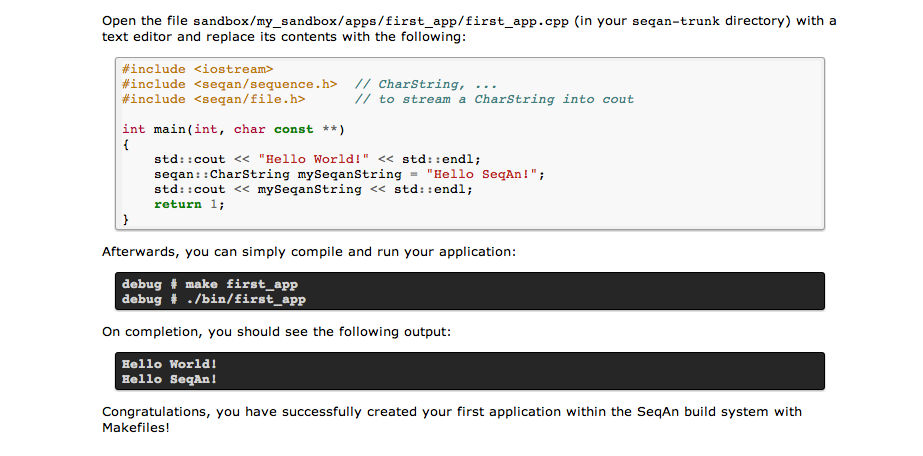 Open the file sandbox/my_sandbox/apps/first_app/first_app.cpp (in your seqan-trunk directory) with a
text editor and replace its contents with the following:
#include <iostream>
#include <seqan/sequence.h>  // CharString, ...
#include <seqan/file.h>      // to stream a CharString into cout
int main(int, char const **)
{
    std::cout << "Hello World!" << std::endl;
    seqan::CharString mySeqanString = "Hello SeqAn!";
    std::cout << mySeqanString << std::endl;
    return 1;
}
Afterwards, you can simply compile and run your application:
debug # make first_app
debug # ./bin/first_app
On completion, you should see the following output:
Hello World!
Hello SeqAn!
Congratulations, you have successfully created your first application within the SeqAn build system with
Makefiles!